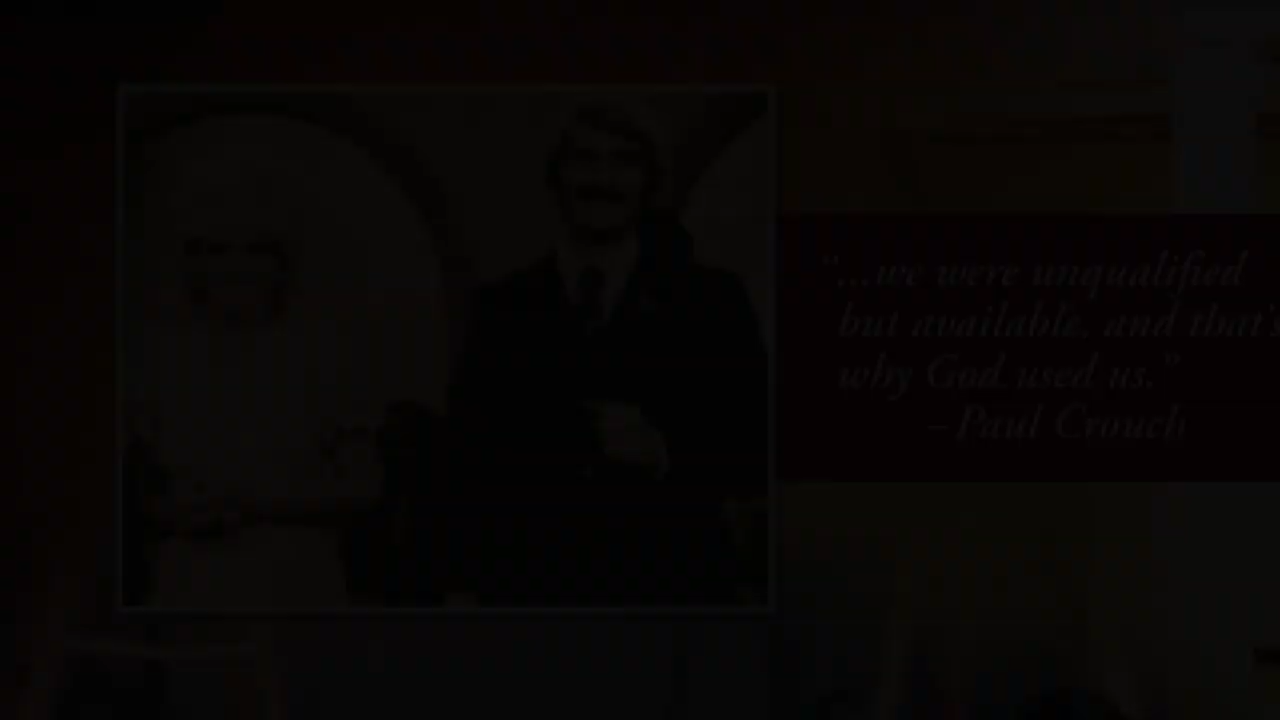 “...we were unqualified
but available, and that's
why God used us.”
– Paul Crouch